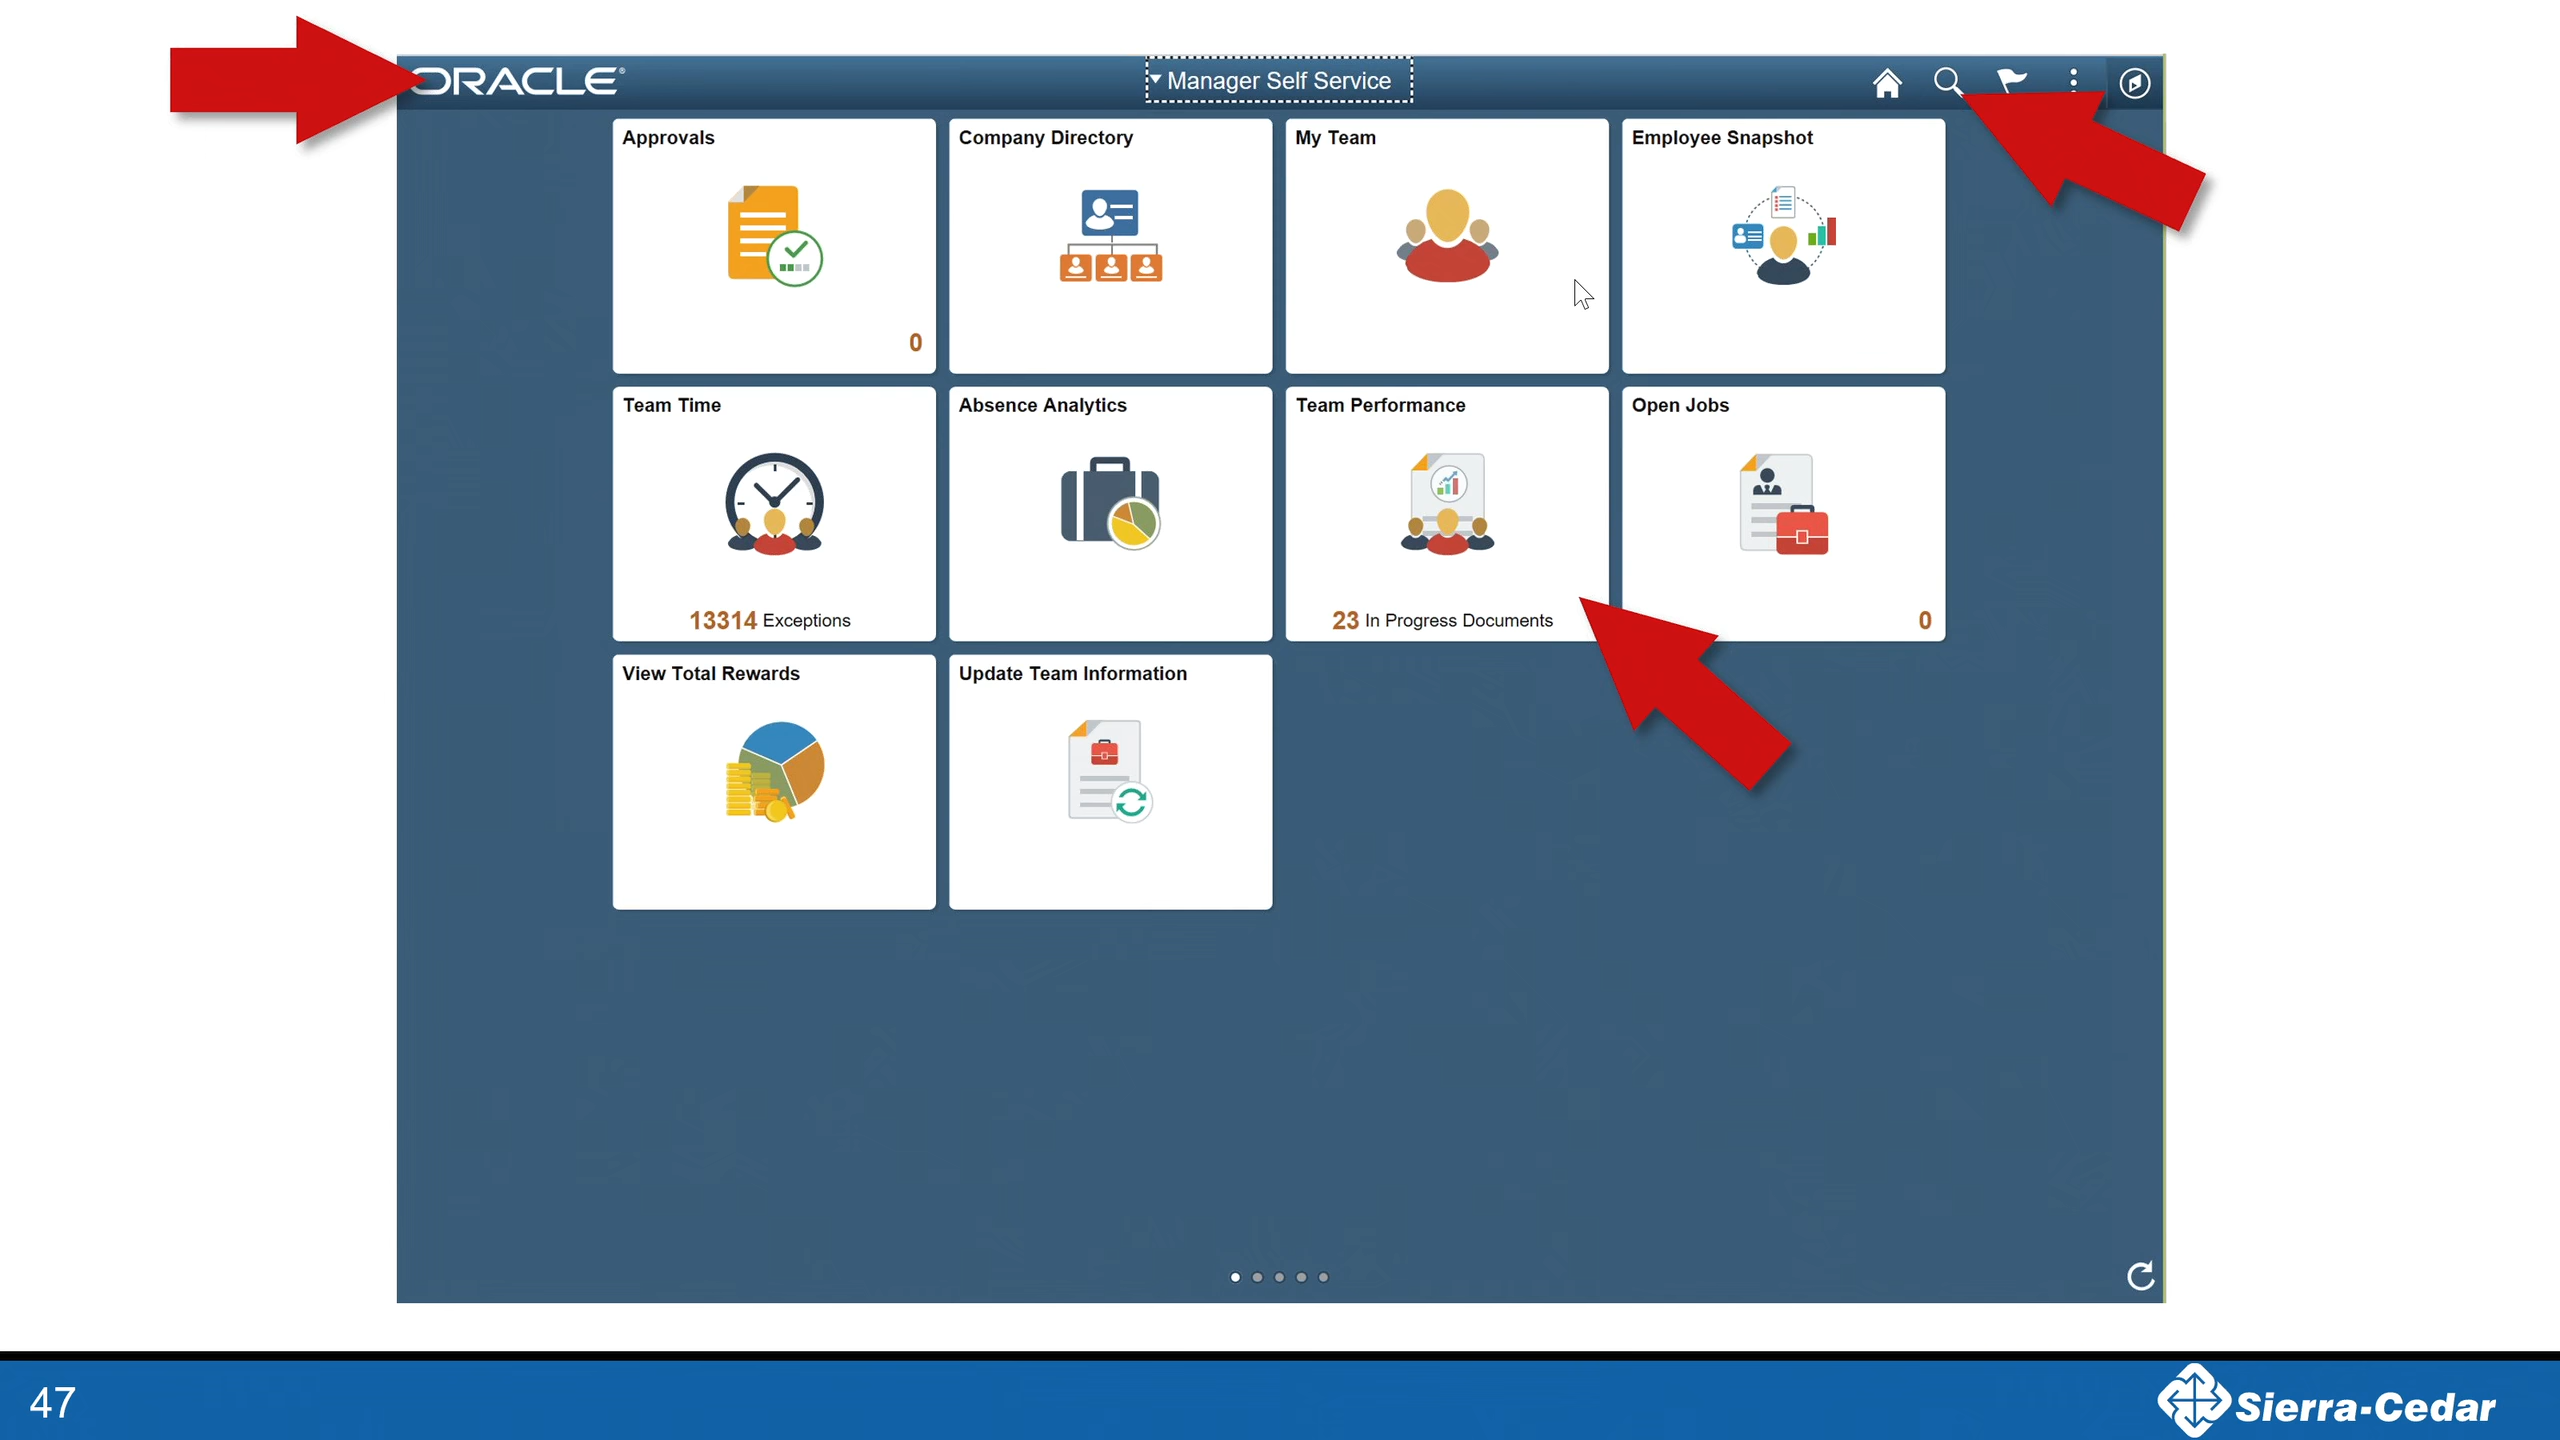 ORACLE®
Manager Self Service
Approvals
0
Company Directory
My Team
Employee Snapshot
Team Time
13314 Exceptions
Absence Analytics
Team Performance
23 In Progress Documents
Open Jobs
0
View Total Rewards
Update Team Information
47
Sierra-Cedar